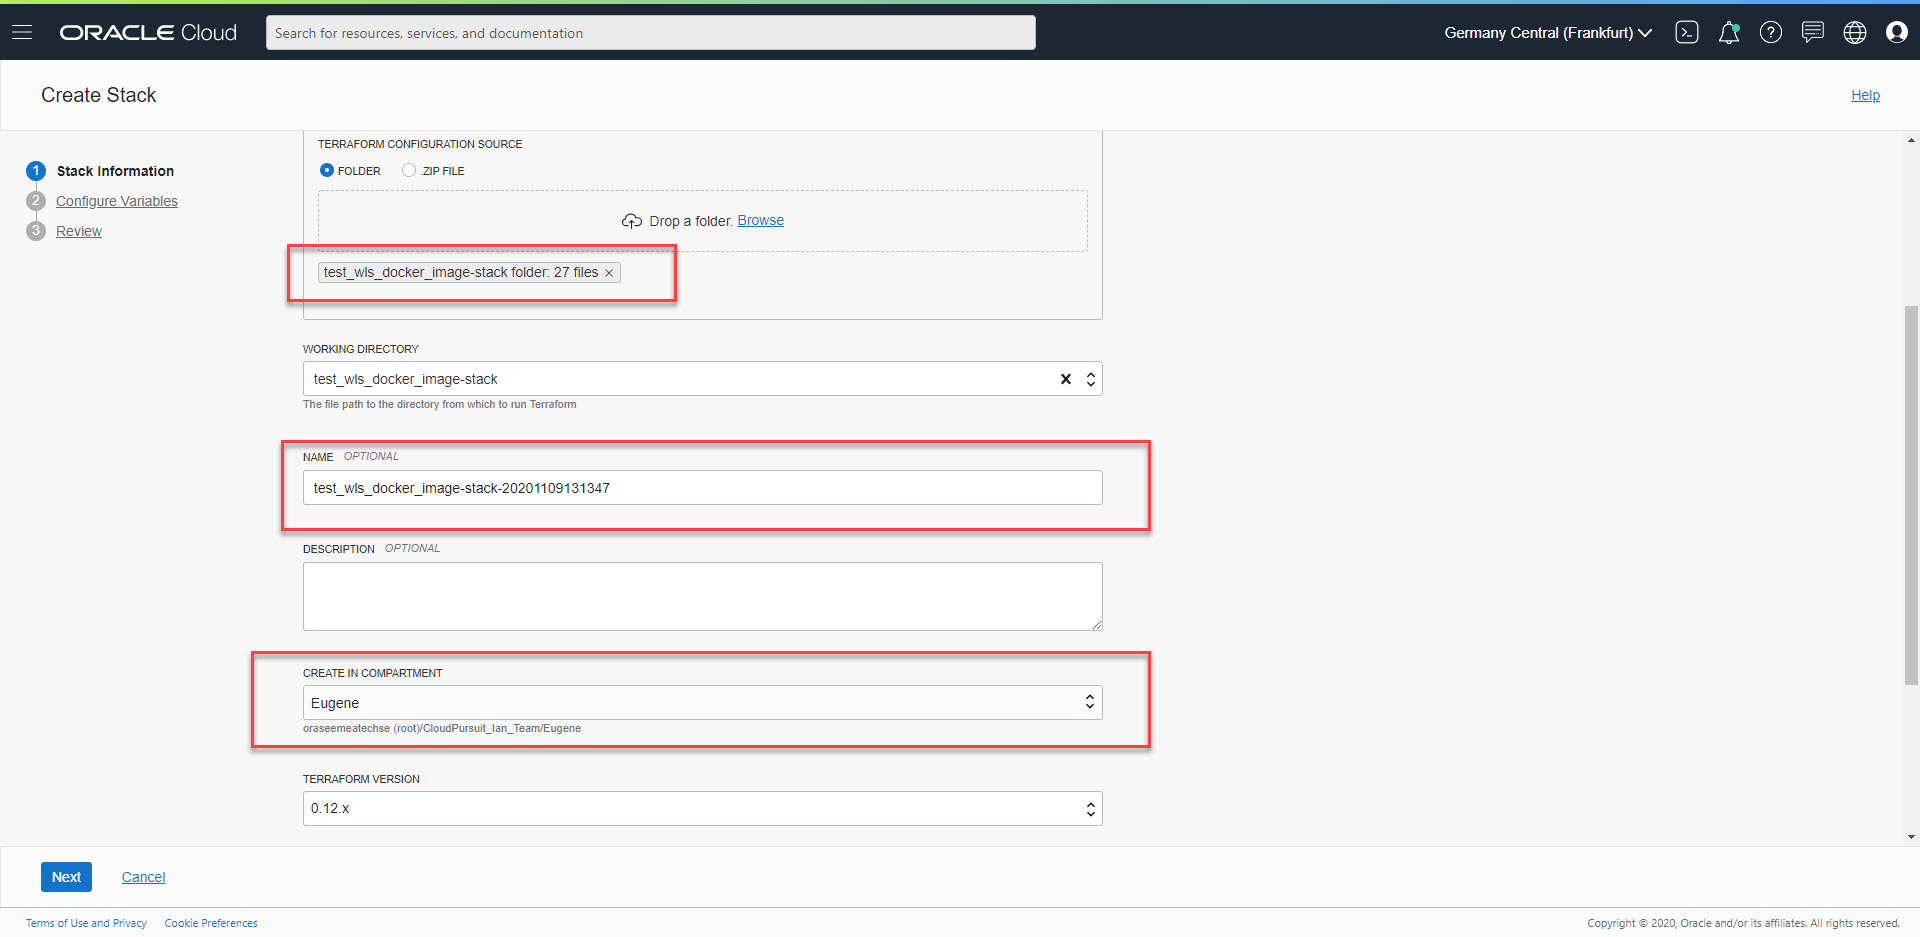 ORACLE Cloud
Search for resources, services, and documentation
Germany Central (Frankfurt)
Create Stack
Help
1 Stack Information
2 Configure Variables
3 Review
TERRAFORM CONFIGURATION SOURCE
FOLDER .ZIP FILE
Drop a folder. Browse
test_wls_docker_image-stack folder: 27 files ×
WORKING DIRECTORY
test_wls_docker_image-stack
The file path to the directory from which to run Terraform
NAME OPTIONAL
test_wls_docker_image-stack-20201109131347
DESCRIPTION OPTIONAL
CREATE IN COMPARTMENT
Eugene
oraseemeatechse (root)/CloudPursuit_Ian_Team/Eugene
TERRAFORM VERSION
0.12.x
Next Cancel
Terms of Use and Privacy Cookie Preferences
Copyright © 2020, Oracle and/or its affiliates. All rights reserved.